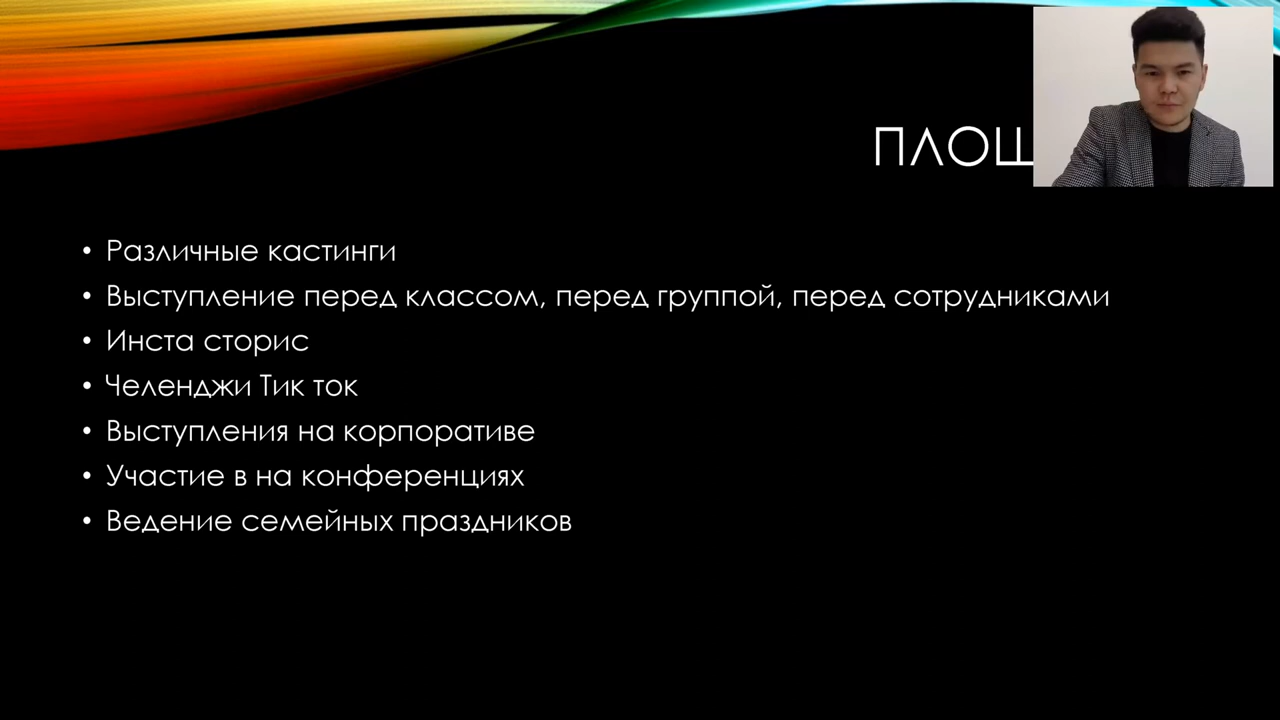 ПЛОЩ
• Различные кастинги
• Выступление перед классом, перед группой, перед сотрудниками
• Инста сторис
• Челенджи Тик ток
• Выступления на корпоративе
• Участие в на конференциях
• Ведение семейных праздников